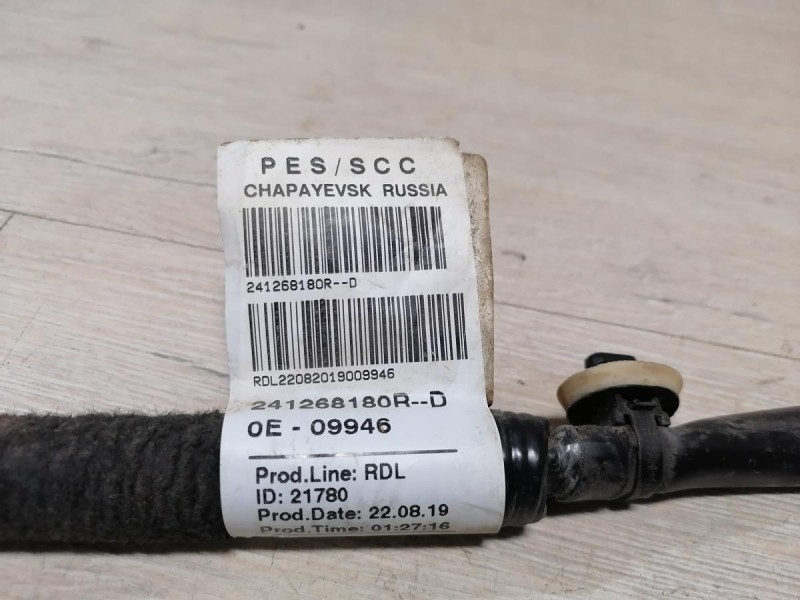 PES/SCC
CHAPAYEVSK RUSSIA
241268180R--D
RDL22082019009946
241268180R--D
0E - 09946
Prod.Line: RDL
ID: 21780
Prod.Date: 22.08.19
Prod.Time: 01:27:16